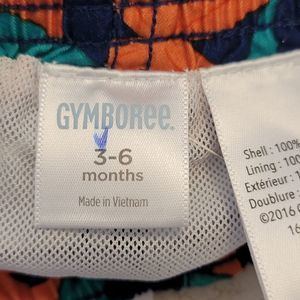 GYMBOREE
3-6
months
Made in Vietnam
Shell : 100%
Lining : 100
Extérieur : 1
Doublure
©2016 G
16